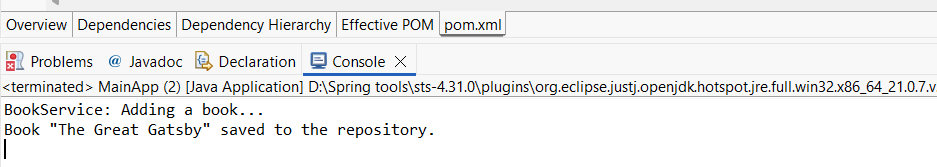 Overview Dependencies Dependency Hierarchy Effective POM pom.xml
Problems @ Javadoc Declaration Console
<terminated> MainApp (2) [Java Application] D:\Spring tools\sts-4.31.0\plugins\org.eclipse.justj.openjdk.hotspot.jre.full.win32.x86_64_21.0.7.v
BookService: Adding a book...
Book "The Great Gatsby" saved to the repository.